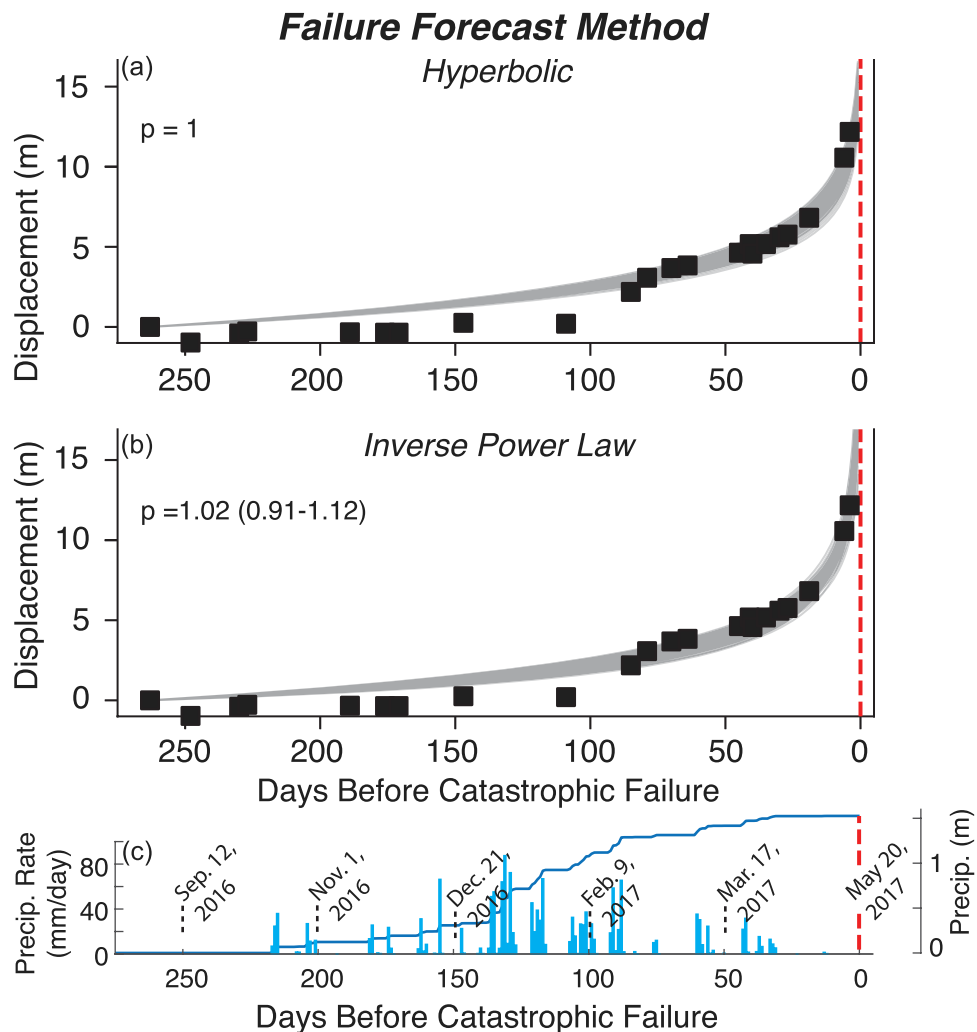 Failure Forecast Method
(a)
Hyperbolic
p = 1
Displacement (m)
15
10
5
0
250 200 150 100 50 0
(b)
Inverse Power Law
p =1.02 (0.91-1.12)
Displacement (m)
15
10
5
0
250 200 150 100 50 0
Days Before Catastrophic Failure
(c)
Precip. Rate
(mm/day)
80
40
0
Sep. 12,
2016
Nov. 1,
2016
Dec. 21,
2016
Feb. 9,
2017
Mar. 17,
2017
May 20,
2017
1
0
Precip. (m)
250 200 150 100 50 0
Days Before Catastrophic Failure